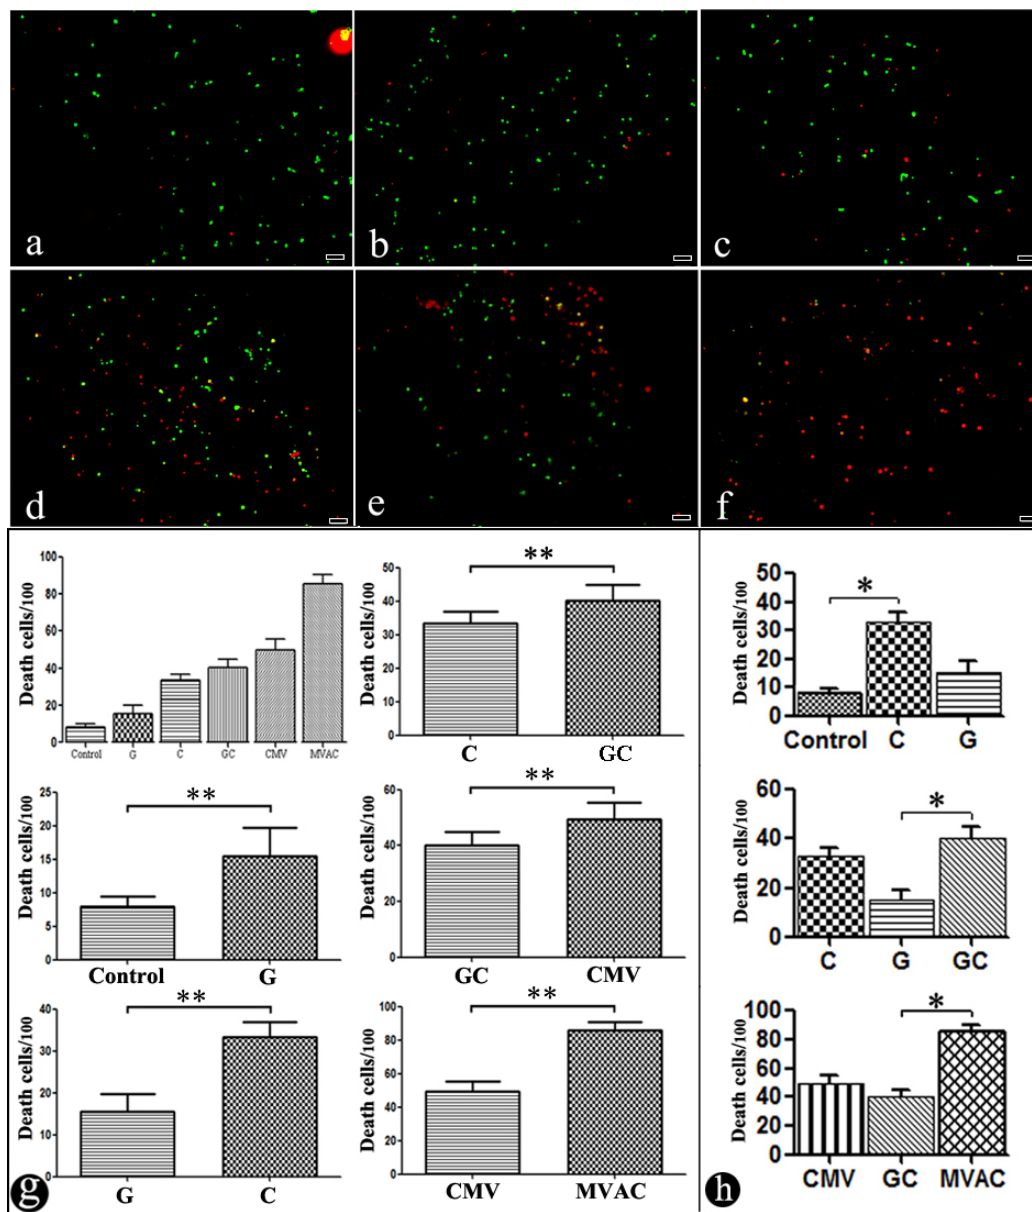 a
b
c
d
e
f
Death cells/100
100
80
60
40
20
0
Control G C GC CMV MVAC
**
Death cells/100
50
40
30
20
10
0
C GC
*
Death cells/100
50
40
30
15
10
0
Control C G
**
Death cells/100
25
20
15
10
5
0
Control G
**
Death cells/100
60
40
20
0
GC CMV
*
Death cells/100
60
40
20
0
C G GC
**
Death cells/100
40
30
20
10
0
G C
**
Death cells/100
100
80
60
40
20
0
CMV MVAC
*
Death cells/100
100
80
60
40
20
0
CMV GC MVAC
g
h